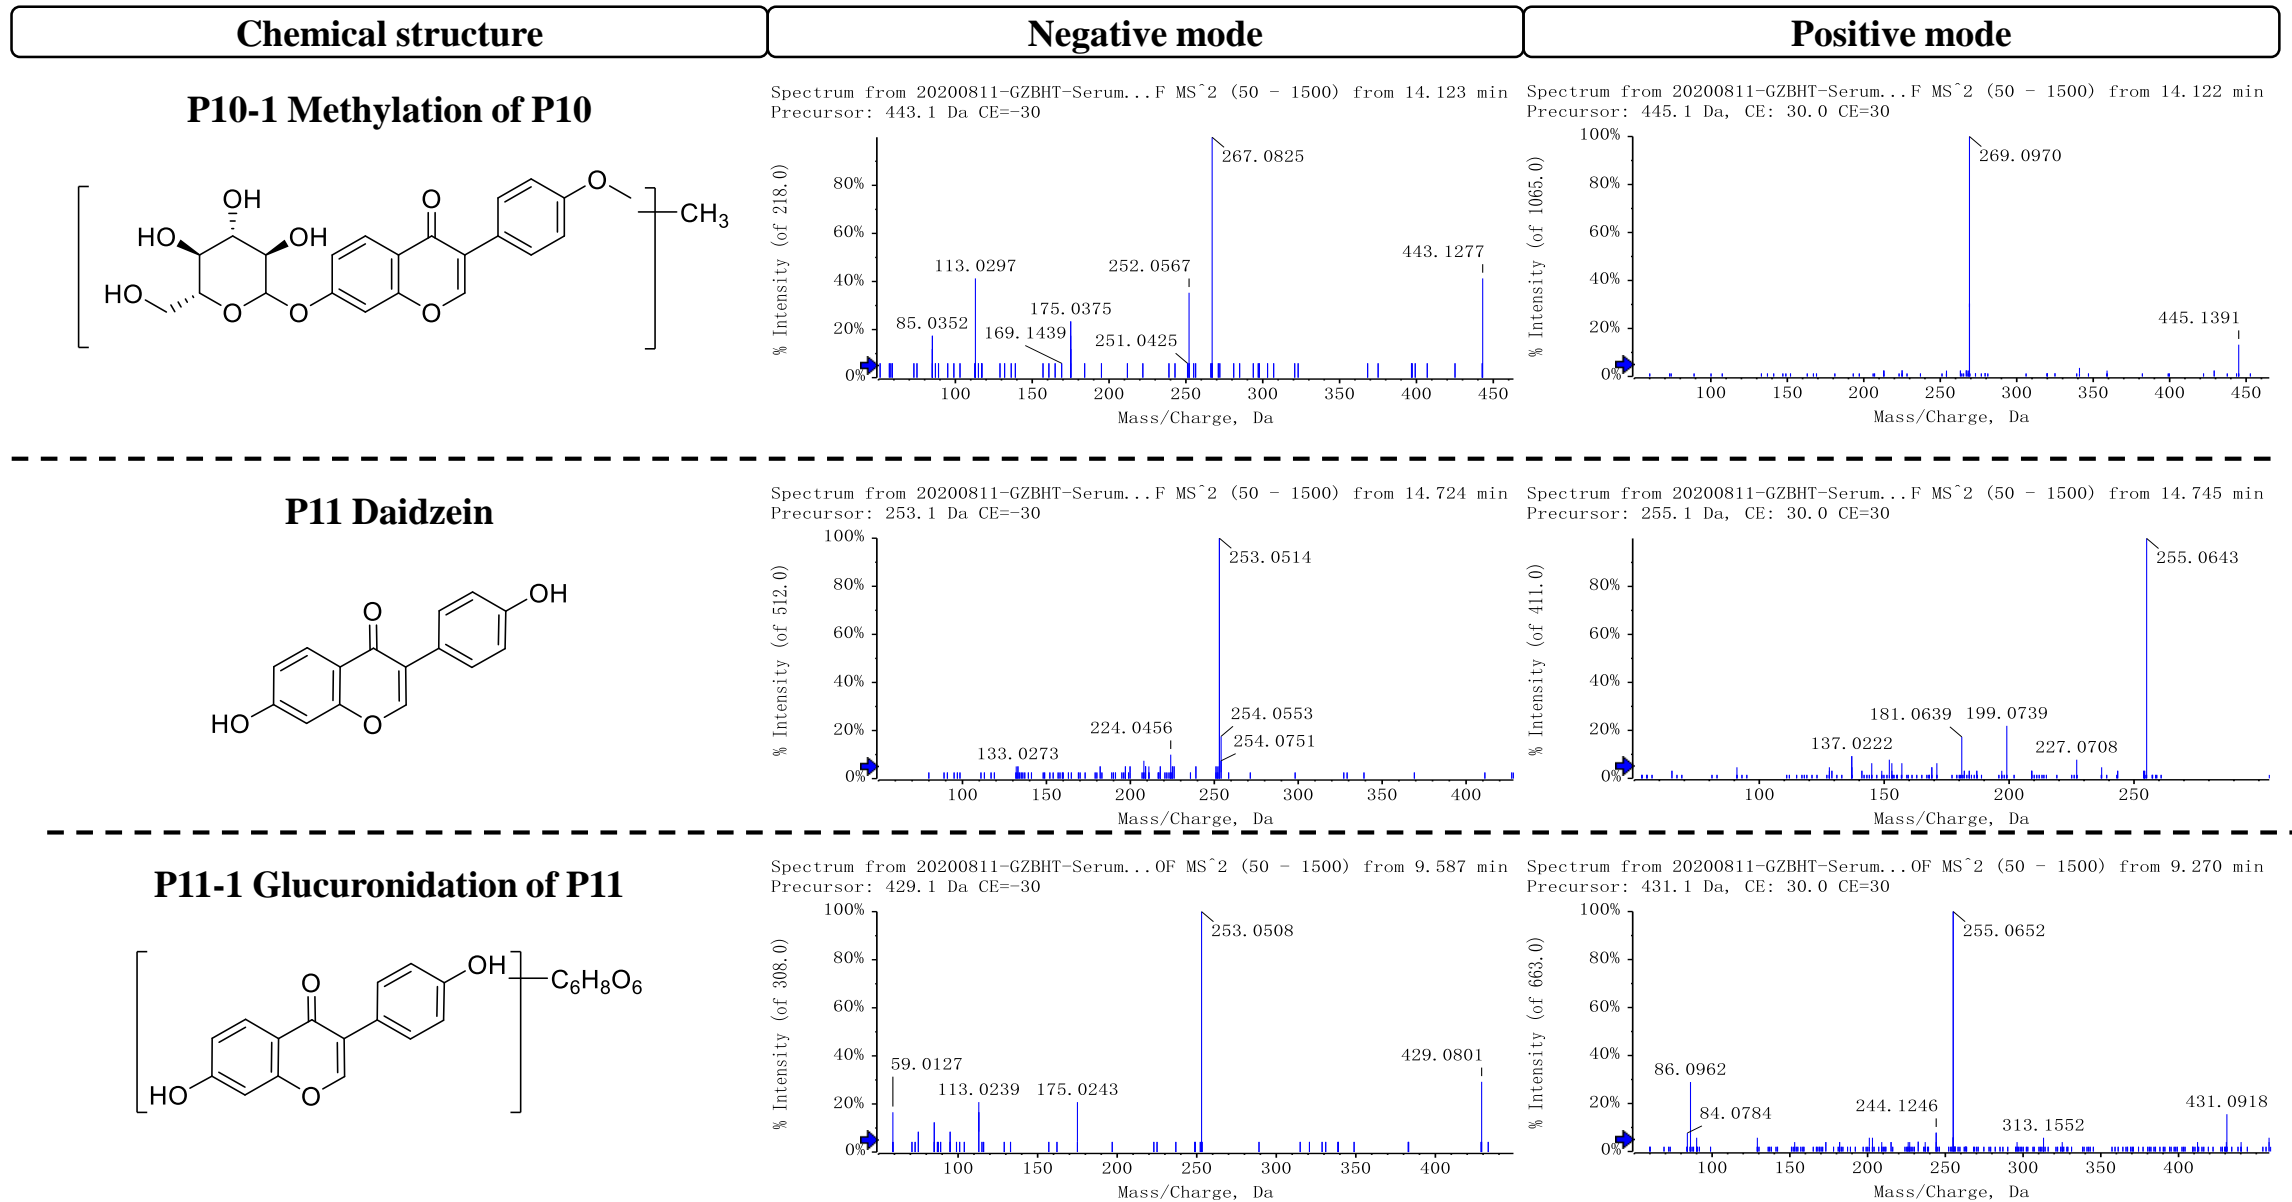 Chemical structure
Negative mode
Positive mode
P10-1 Methylation of P10
OH
HO
OH
HO
O
O
O
O
O
CH3
Spectrum from 20200811-GZBHT-Serum...F MS^2 (50 - 1500) from 14.123 min
Precursor: 443.1 Da CE=-30
% Intensity (of 218.0)
80%
60%
40%
20%
0%
85.0352
113.0297
169.1439
175.0375
251.0425
252.0567
267.0825
443.1277
100 150 200 250 300 350 400 450
Mass/Charge, Da
Spectrum from 20200811-GZBHT-Serum...F MS^2 (50 - 1500) from 14.122 min
Precursor: 445.1 Da, CE: 30.0 CE=30
% Intensity (of 1065.0)
100%
80%
60%
40%
20%
0%
269.0970
445.1391
100 150 200 250 300 350 400 450
Mass/Charge, Da
P11 Daidzein
OH
O
HO
O
Spectrum from 20200811-GZBHT-Serum...F MS^2 (50 - 1500) from 14.724 min
Precursor: 253.1 Da CE=-30
% Intensity (of 512.0)
100%
80%
60%
40%
20%
0%
133.0273
224.0456
253.0514
254.0553
254.0751
100 150 200 250 300 350 400
Mass/Charge, Da
Spectrum from 20200811-GZBHT-Serum...F MS^2 (50 - 1500) from 14.745 min
Precursor: 255.1 Da, CE: 30.0 CE=30
% Intensity (of 411.0)
80%
60%
40%
20%
0%
137.0222
181.0639
199.0739
227.0708
255.0643
100 150 200 250
Mass/Charge, Da
P11-1 Glucuronidation of P11
OH
O
HO
O
C6H8O6
Spectrum from 20200811-GZBHT-Serum...OF MS^2 (50 - 1500) from 9.587 min
Precursor: 429.1 Da CE=-30
% Intensity (of 308.0)
100%
80%
60%
40%
20%
0%
59.0127
113.0239
175.0243
253.0508
429.0801
100 150 200 250 300 350 400
Mass/Charge, Da
Spectrum from 20200811-GZBHT-Serum...OF MS^2 (50 - 1500) from 9.270 min
Precursor: 431.1 Da, CE: 30.0 CE=30
% Intensity (of 663.0)
100%
80%
60%
40%
20%
0%
86.0962
84.0784
244.1246
255.0652
313.1552
431.0918
100 150 200 250 300 350 400
Mass/Charge, Da